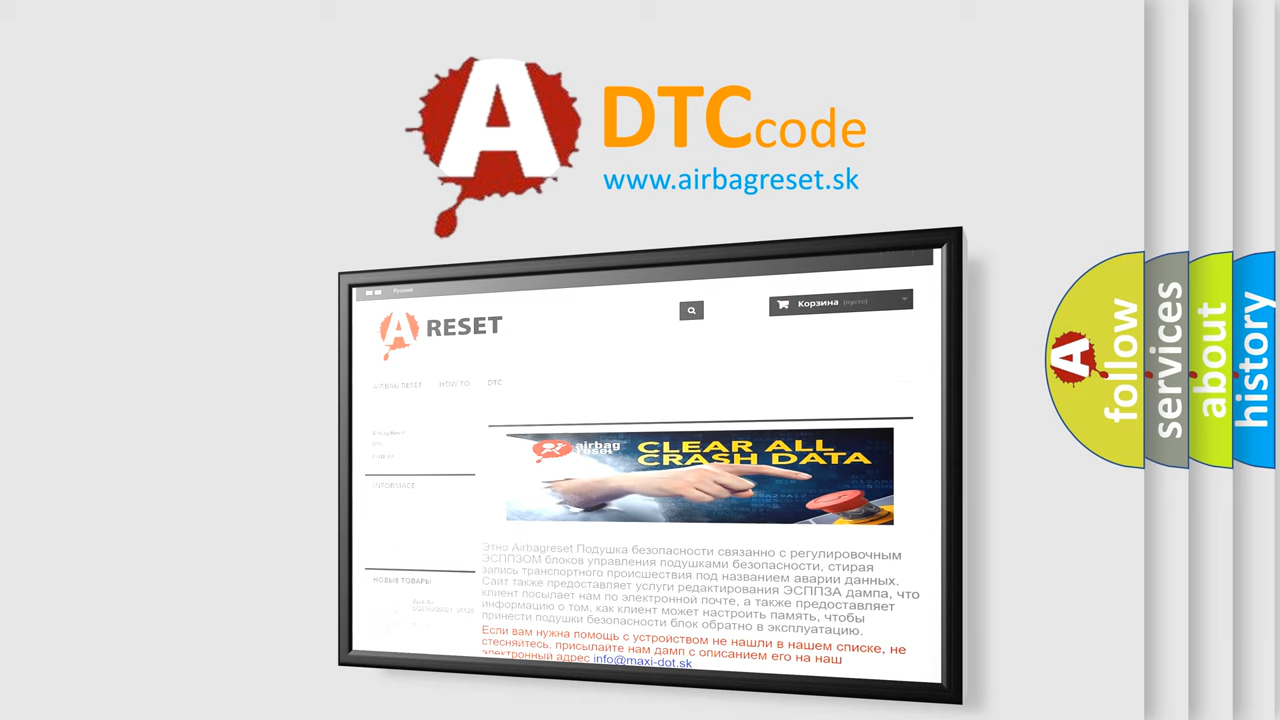 A
DTCcode
www.airbagreset.sk
Русский
A RESET
Корзина (пусто)
AIRBAG RESET HOW TO DTC
INFORMACE
airbag
reset
CLEAR ALL
CRASH DATA
Этно Airbagreset Подушка безопасности связанно с регулировочным
ЭСППЗОМ блоков управления подушками безопасности, стирая
запись транспортного происшествия под названием аварии данных.
Сайт также предоставляет услуги редактирования ЭСППЗА дампа, что
клиент посылает нам по электронной почте, а также предоставляет
информацию о том, как клиент может настроить память, чтобы
принести подушки безопасности блок обратно в эксплуатацию.
НОВЫЕ ТОВАРЫ
Если вам нужна помощь с устройством не нашли в нашем списке, не
стесняйтесь, присылайте нам дамп с описанием его на наш
электронный адрес info@maxi-dot.sk
A
follow
services
about
history